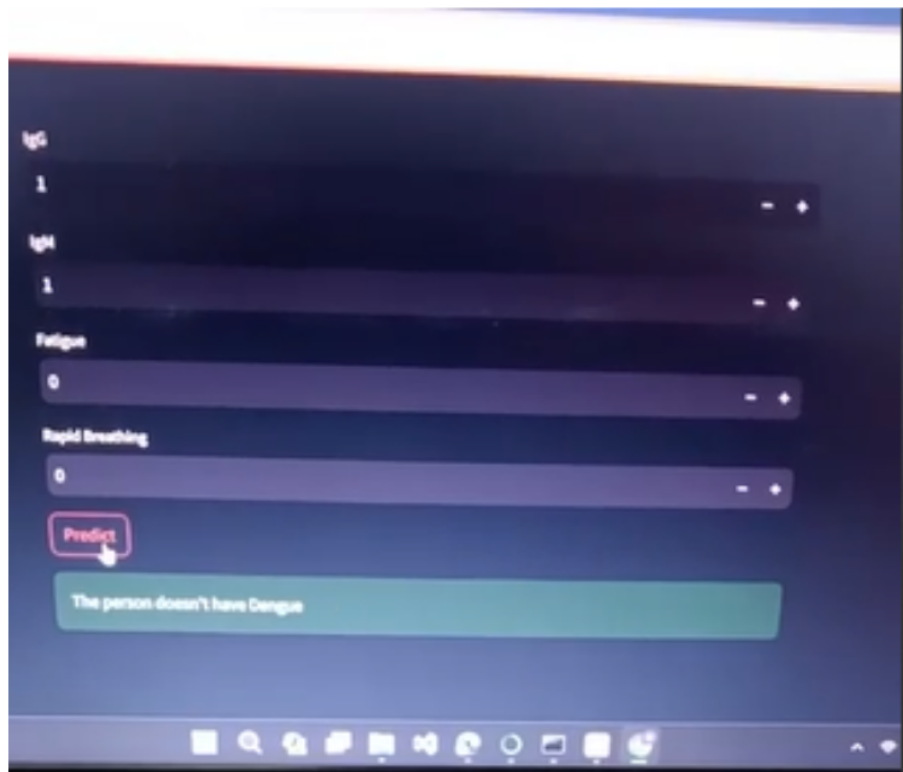 IgG
1
IgM
1
Fatigue
0
Rapid Breathing
0
Predict
The person doesn't have Dengue